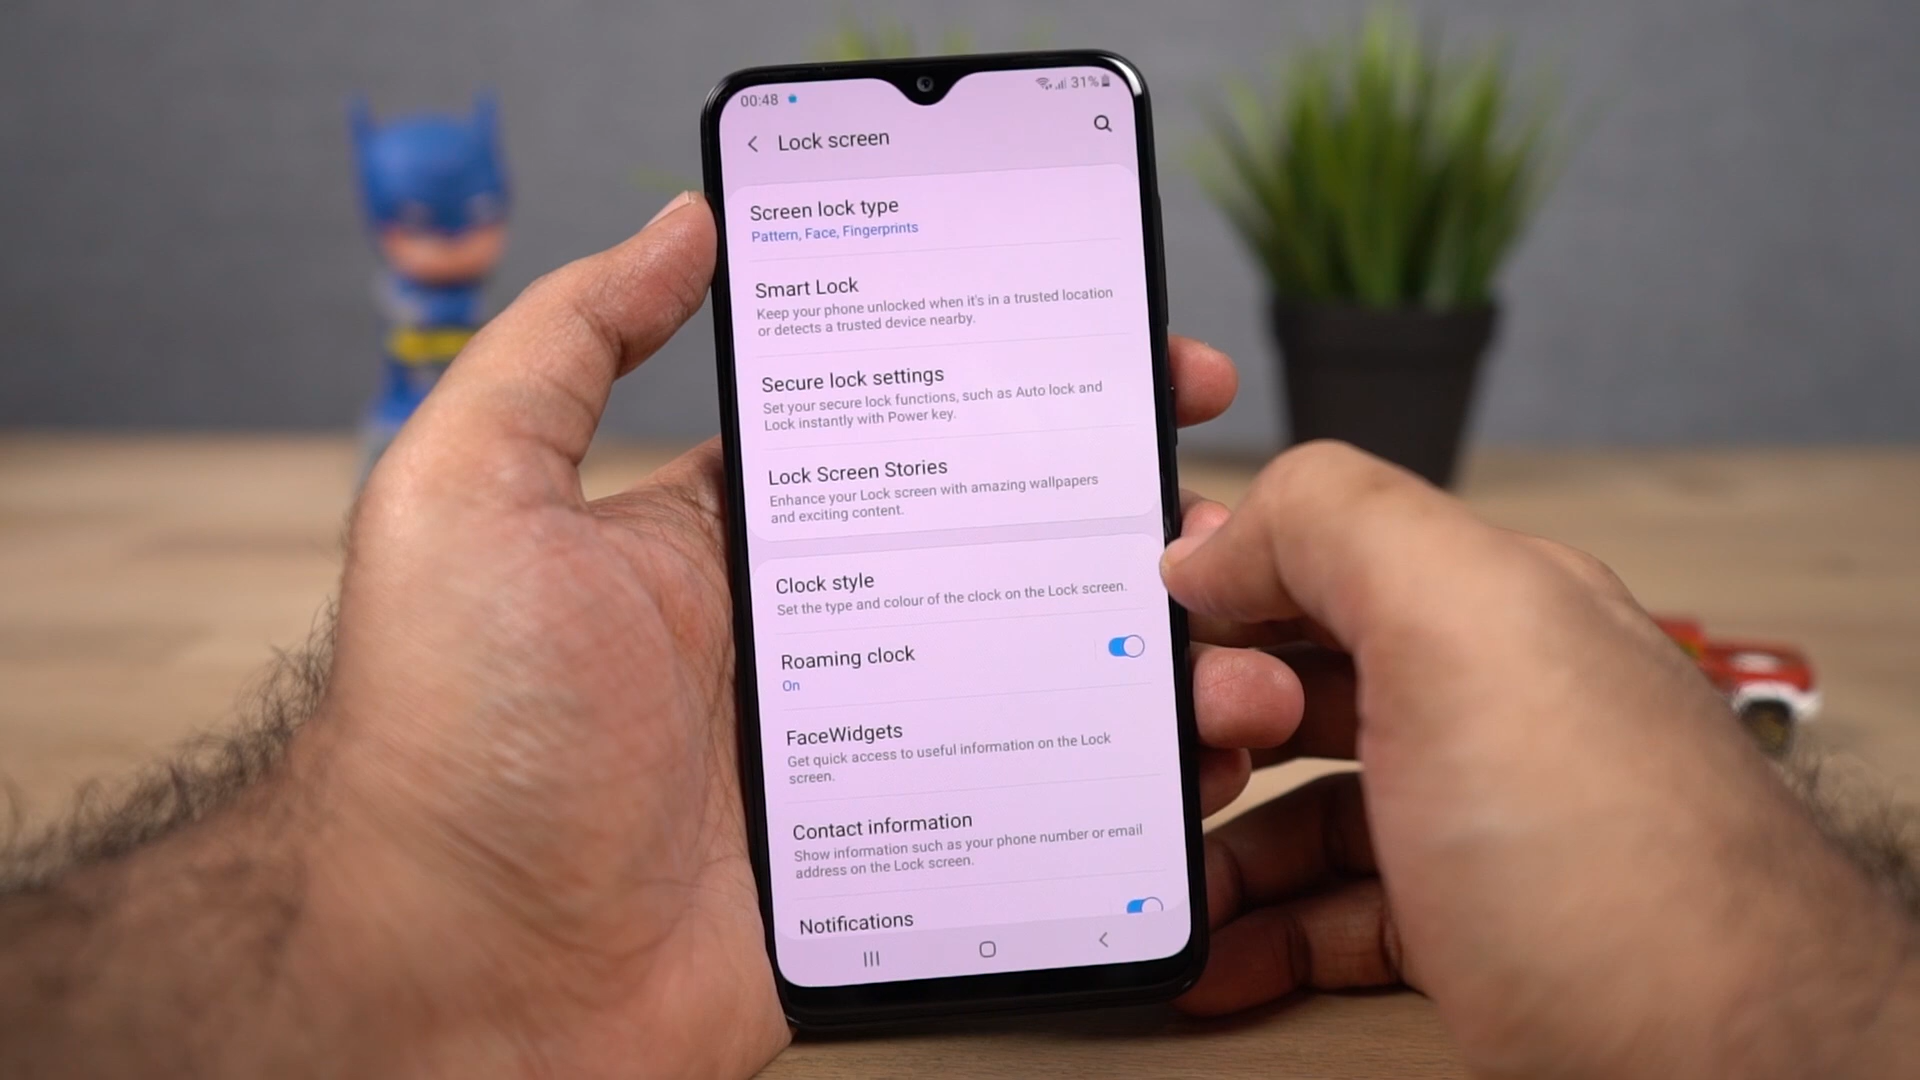 00:48
31%
Lock screen
Screen lock type
Pattern, Face, Fingerprints
Smart Lock
Keep your phone unlocked when it's in a trusted location
or detects a trusted device nearby.
Secure lock settings
Set your secure lock functions, such as Auto lock and
Lock instantly with Power key.
Lock Screen Stories
Enhance your Lock screen with amazing wallpapers
and exciting content.
Clock style
Set the type and colour of the clock on the Lock screen.
Roaming clock
On
FaceWidgets
Get quick access to useful information on the Lock
screen.
Contact information
Show information such as your phone number or email
address on the Lock screen.
Notifications